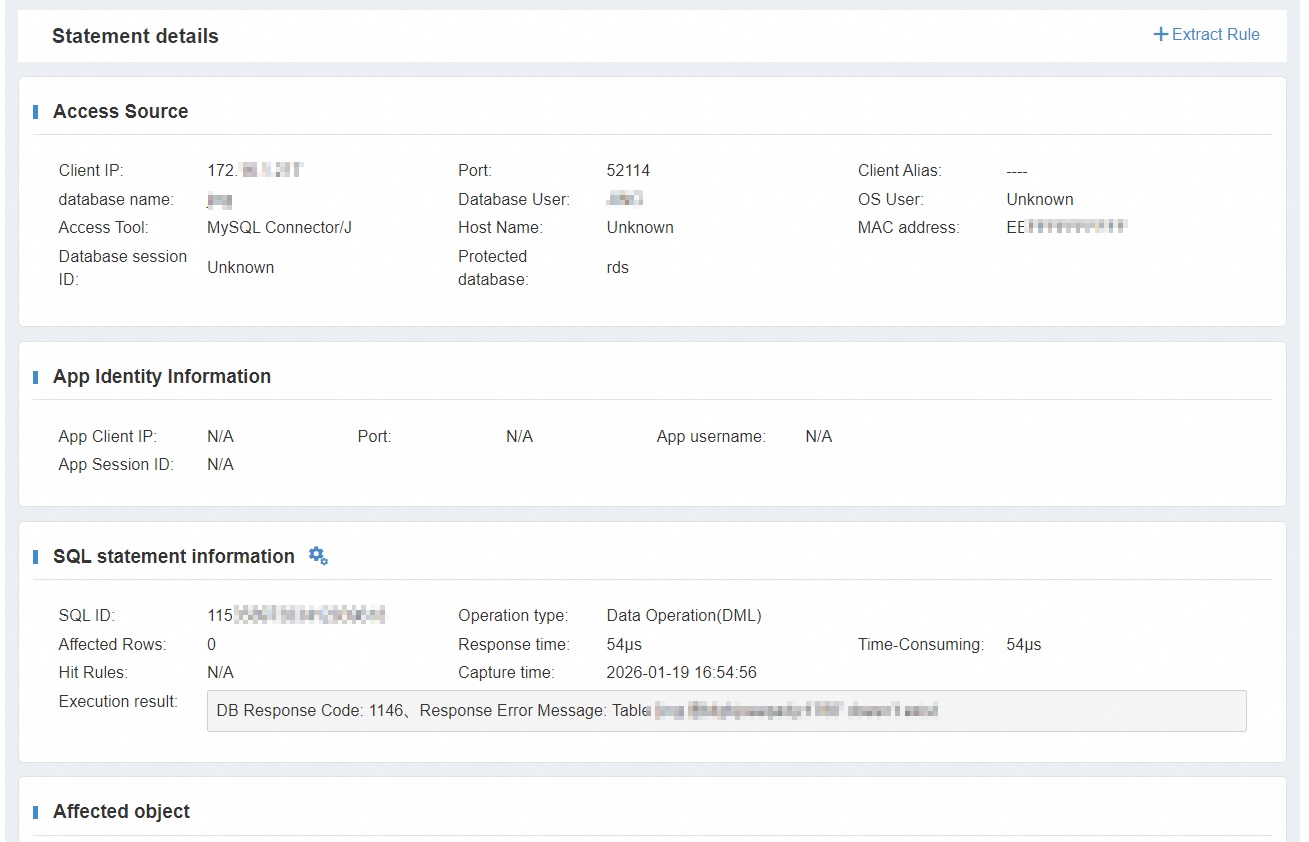 Statement details
+Extract Rule
Access Source
Client IP: 172. Port: 52114 Client Alias: ----
database name: Database User: OS User: Unknown
Access Tool: MySQL Connector/J Host Name: Unknown MAC address: EE
Database session ID: Unknown Protected database: rds
App Identity Information
App Client IP: N/A Port: N/A App username: N/A
App Session ID: N/A
SQL statement information
SQL ID: 115 Operation type: Data Operation(DML)
Affected Rows: 0 Response time: 54μs Time-Consuming: 54μs
Hit Rules: N/A Capture time: 2026-01-19 16:54:56
Execution result: DB Response Code: 1146、Response Error Message: Table
Affected object